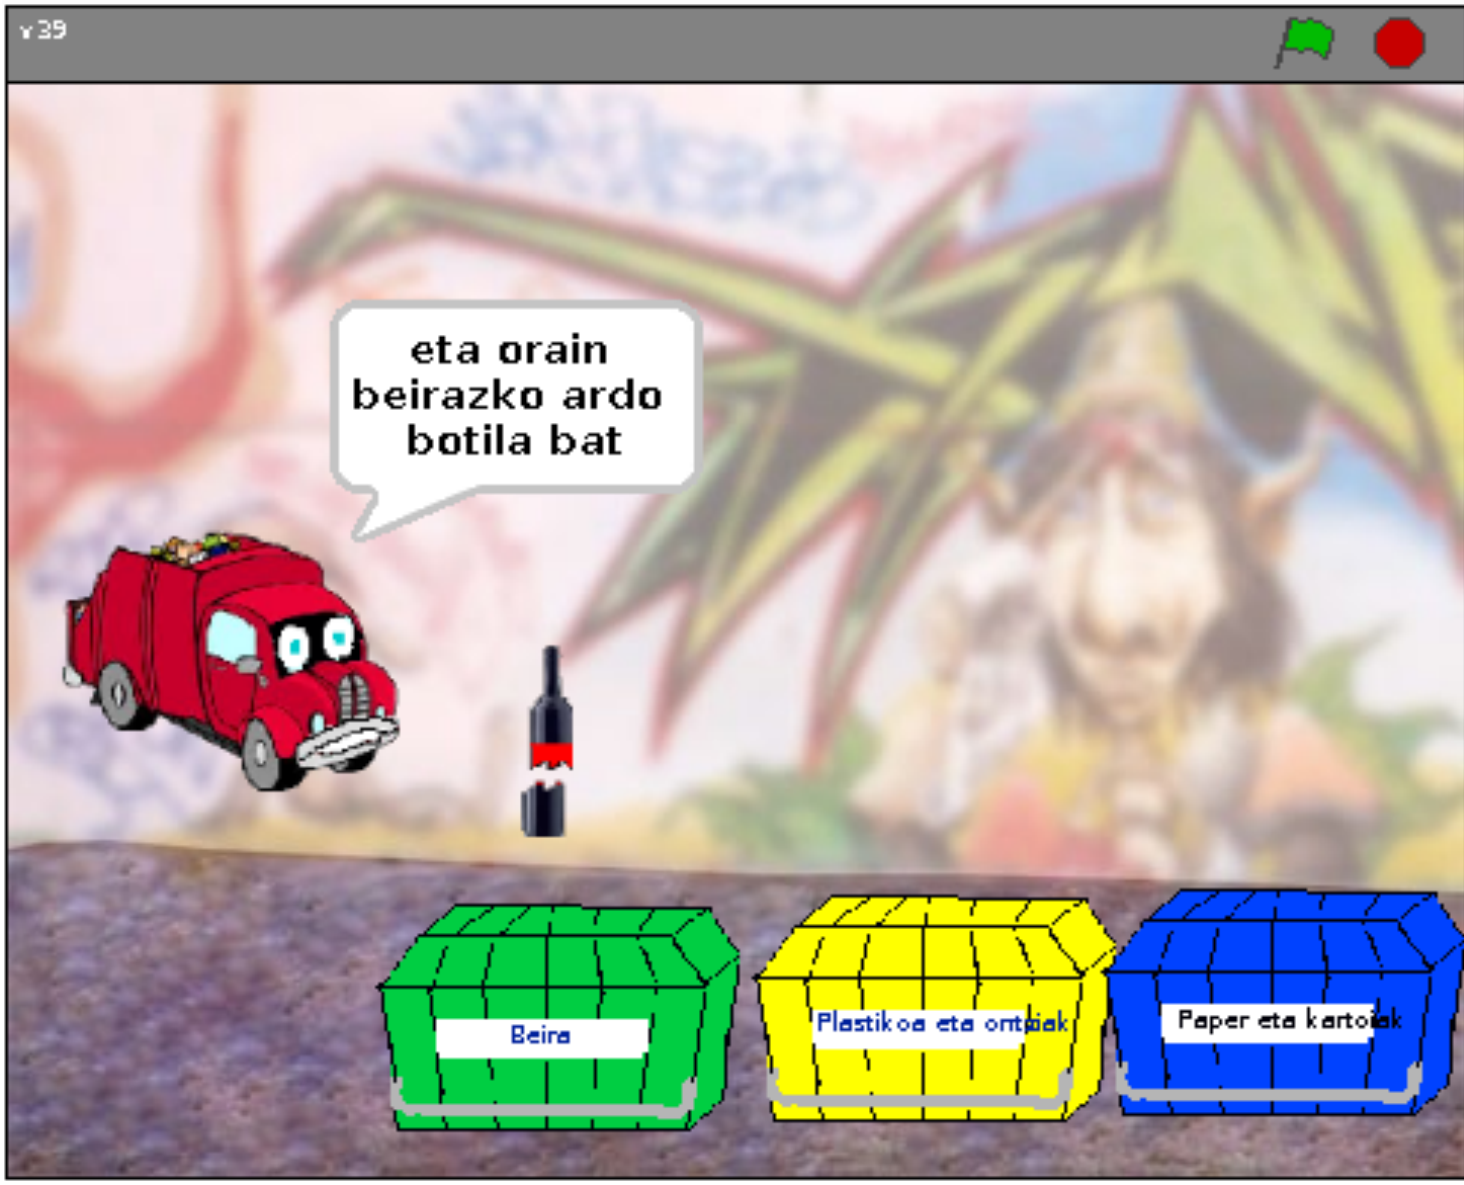 v39
eta orain
beirazko ardo
botila bat
Beira
Plastikoa eta ontziak
Paper eta kartoiak